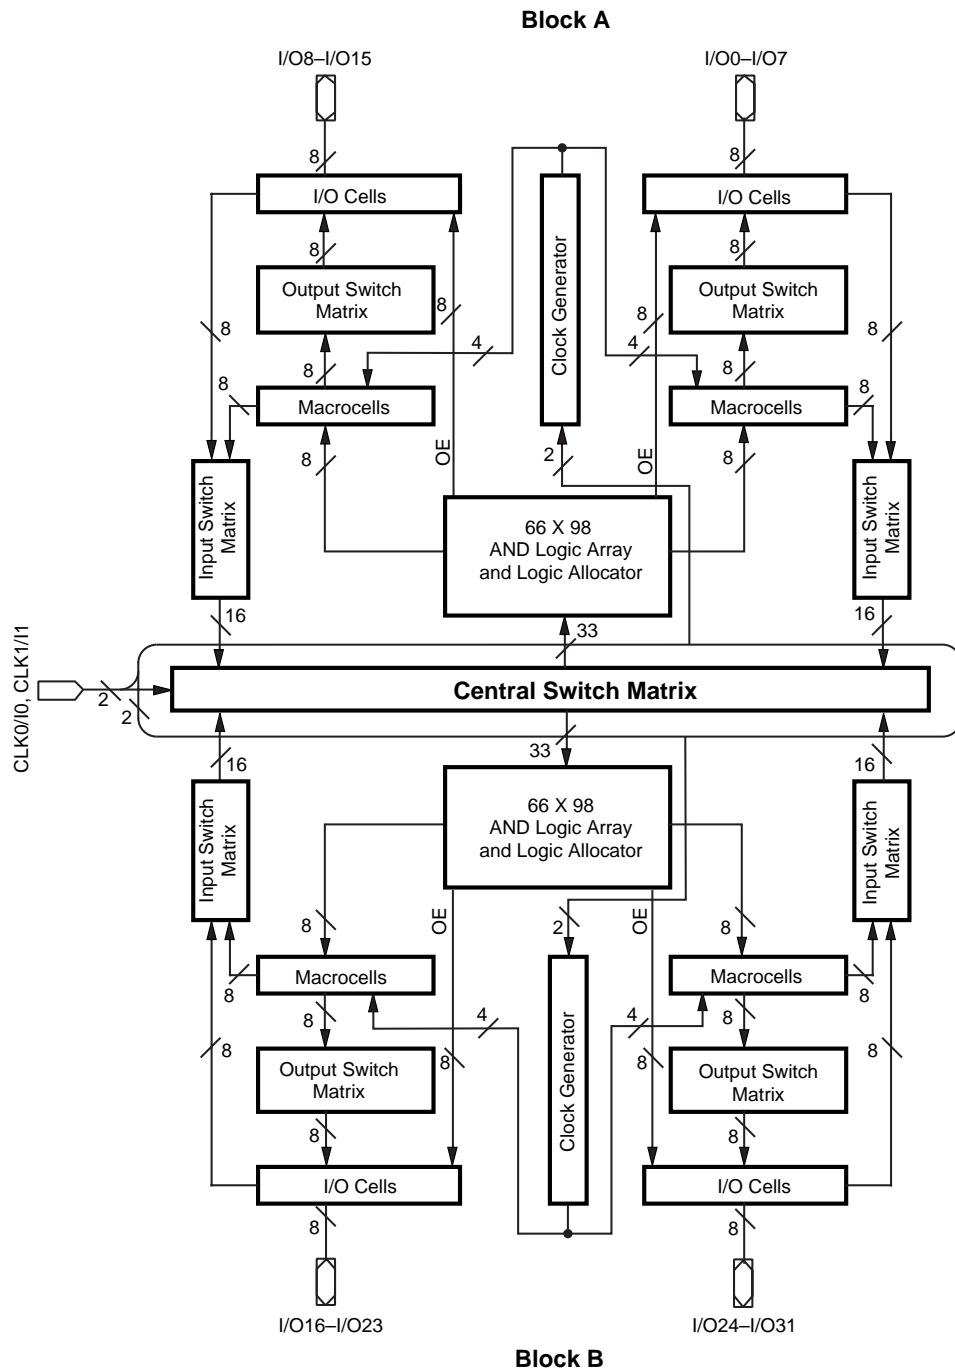 Block A
I/O8–I/O15
I/O0–I/O7
8
8
I/O Cells
I/O Cells
8
8
Output Switch
Matrix
Clock Generator
Output Switch
Matrix
8
8
8
8
4
4
8
8
8
8
Macrocells
Macrocells
OE
OE
8
2
8
Input Switch
Matrix
66 X 98
AND Logic Array
and Logic Allocator
Input Switch
Matrix
16
33
16
CLK0/I0, CLK1/I1
2
2
Central Switch Matrix
16
33
16
Input Switch
Matrix
66 X 98
AND Logic Array
and Logic Allocator
Input Switch
Matrix
8
OE
2
OE
8
Macrocells
Macrocells
8
8
8
8
4
4
8
8
8
8
Output Switch
Matrix
Clock Generator
Output Switch
Matrix
8
8
I/O Cells
I/O Cells
8
8
I/O16–I/O23
I/O24–I/O31
Block B